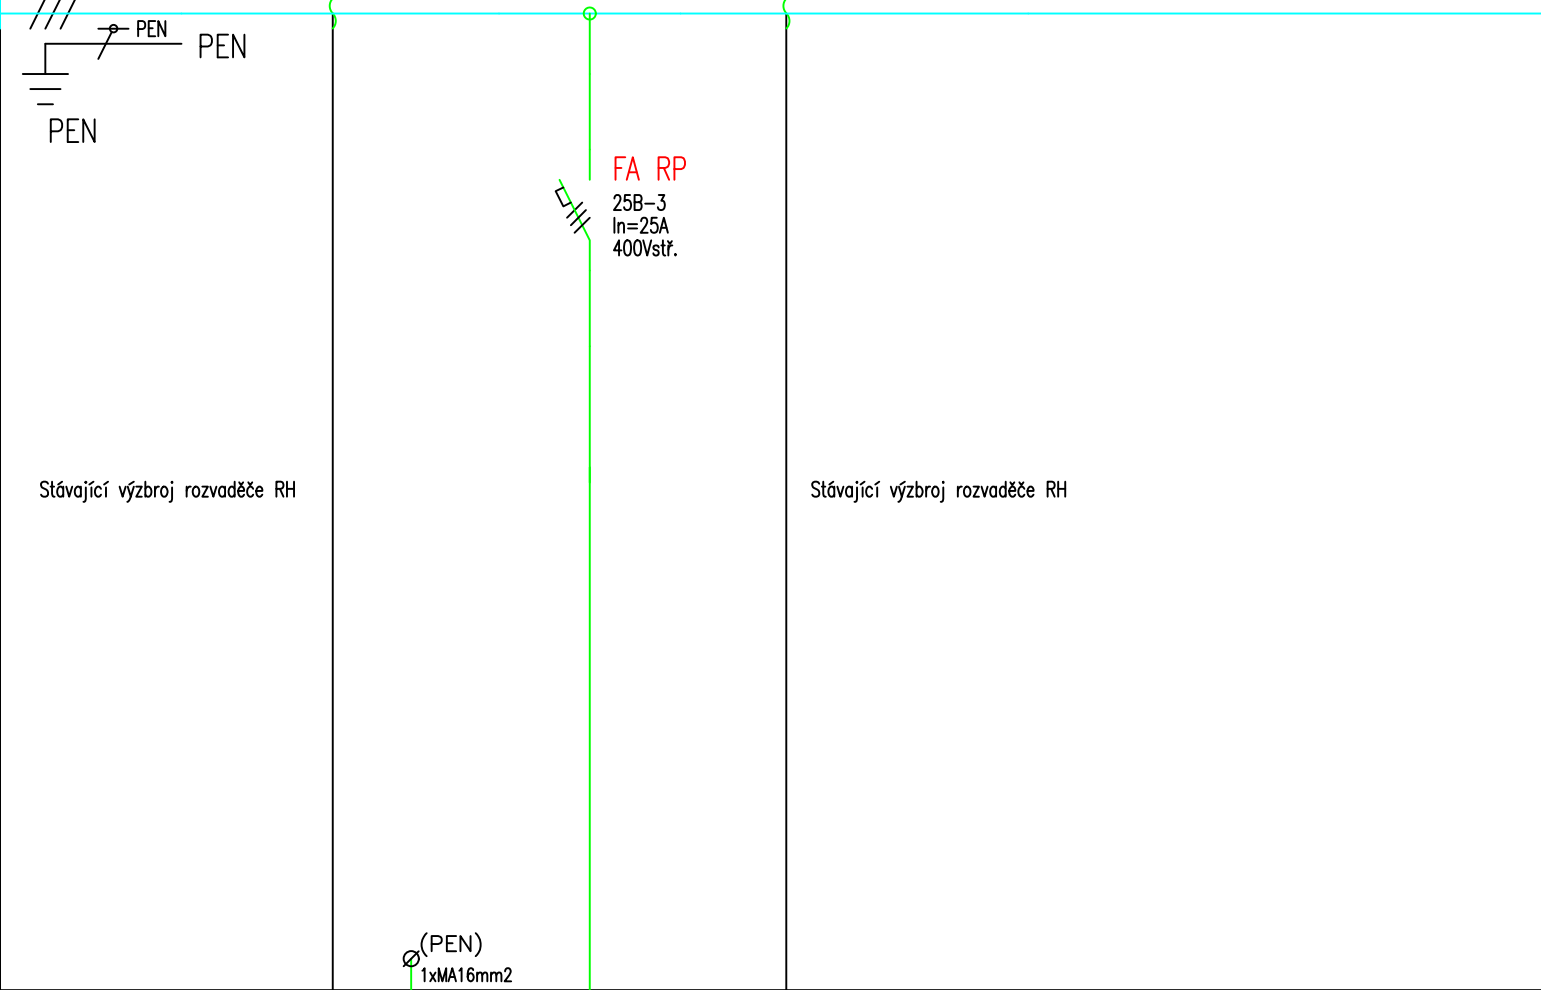 PEN
PEN
PEN
FA RP
25B-3
In=25A
400Vstř.
Stávající výzbroj rozvaděče RH
Stávající výzbroj rozvaděče RH
(PEN)
1xMA16mm2